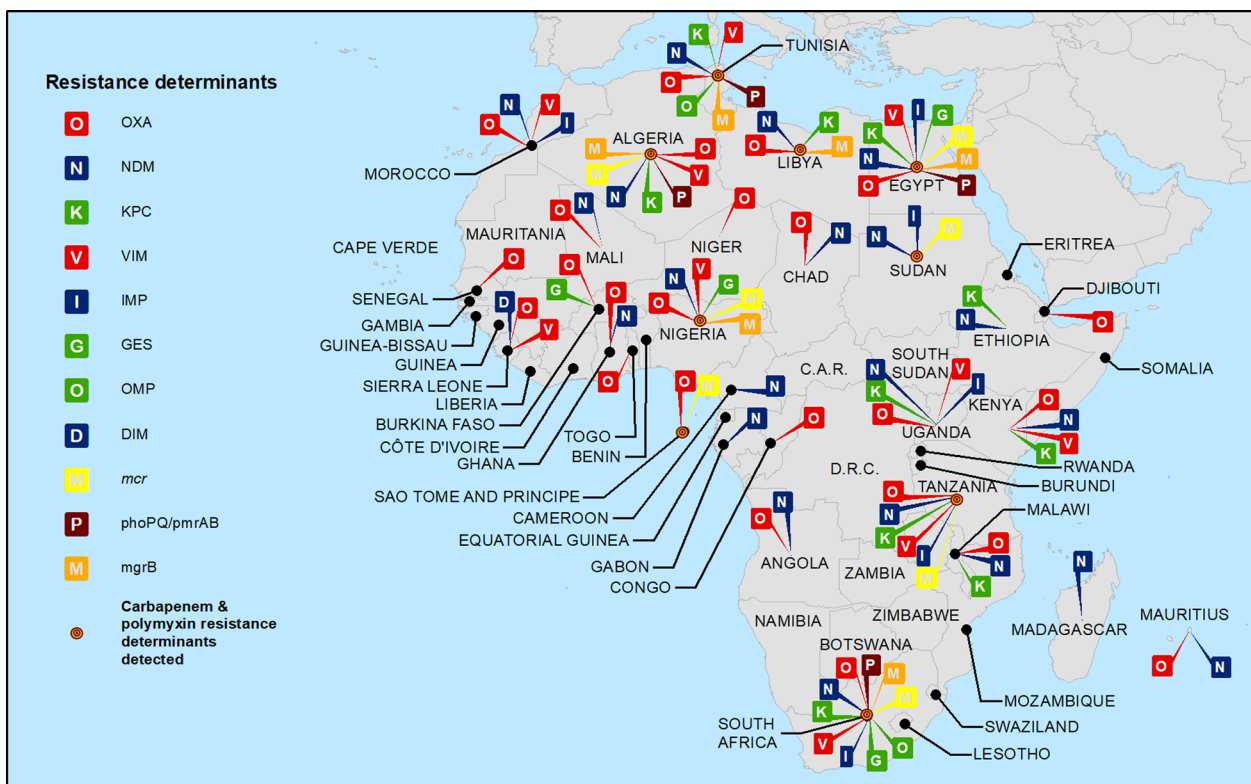 Resistance determinants
O OXA
N NDM
K KPC
V VIM
I IMP
G GES
O OMP
D DIM
M mcr
P phoPQ/pmrAB
M mgrB
Carbapenem &
polymyxin resistance
determinants
detected
K V
N TUNISIA
O
O P
M
N V
O I
MOROCCO
M ALGERIA O
M V
N K P
N K
O LIBYA M
V I G
K M
N M
O EGYPT P
O N
MAURITANIA
MALI
O
NIGER
O N
CHAD
I
N M
SUDAN
CAPE VERDE
ERITREA
DJIBOUTI
O
K
N
ETHIOPIA
SOMALIA
O
SENEGAL
GAMBIA
GUINEA-BISSAU
GUINEA
D O
V
SIERRA LEONE
LIBERIA
O
G
BURKINA FASO
CÔTE D'IVOIRE
O
N
GHANA
O
TOGO
BENIN
V
N G
O M
NIGERIA M
C.A.R.
SOUTH
SUDAN
N V I
K
O
UGANDA
KENYA
O
N
V
K
RWANDA
BURUNDI
O M
SAO TOME AND PRINCIPE
N
CAMEROON
EQUATORIAL GUINEA
N
GABON
O
CONGO
D.R.C.
TANZANIA
O
N
K
V
I
M
MALAWI
O
N
K
N
O
ANGOLA
ZAMBIA
ZIMBABWE
NAMIBIA
BOTSWANA
N
MADAGASCAR
MAURITIUS
O N
MOZAMBIQUE
SWAZILAND
LESOTHO
O P M
N M
K
V I G O
SOUTH
AFRICA